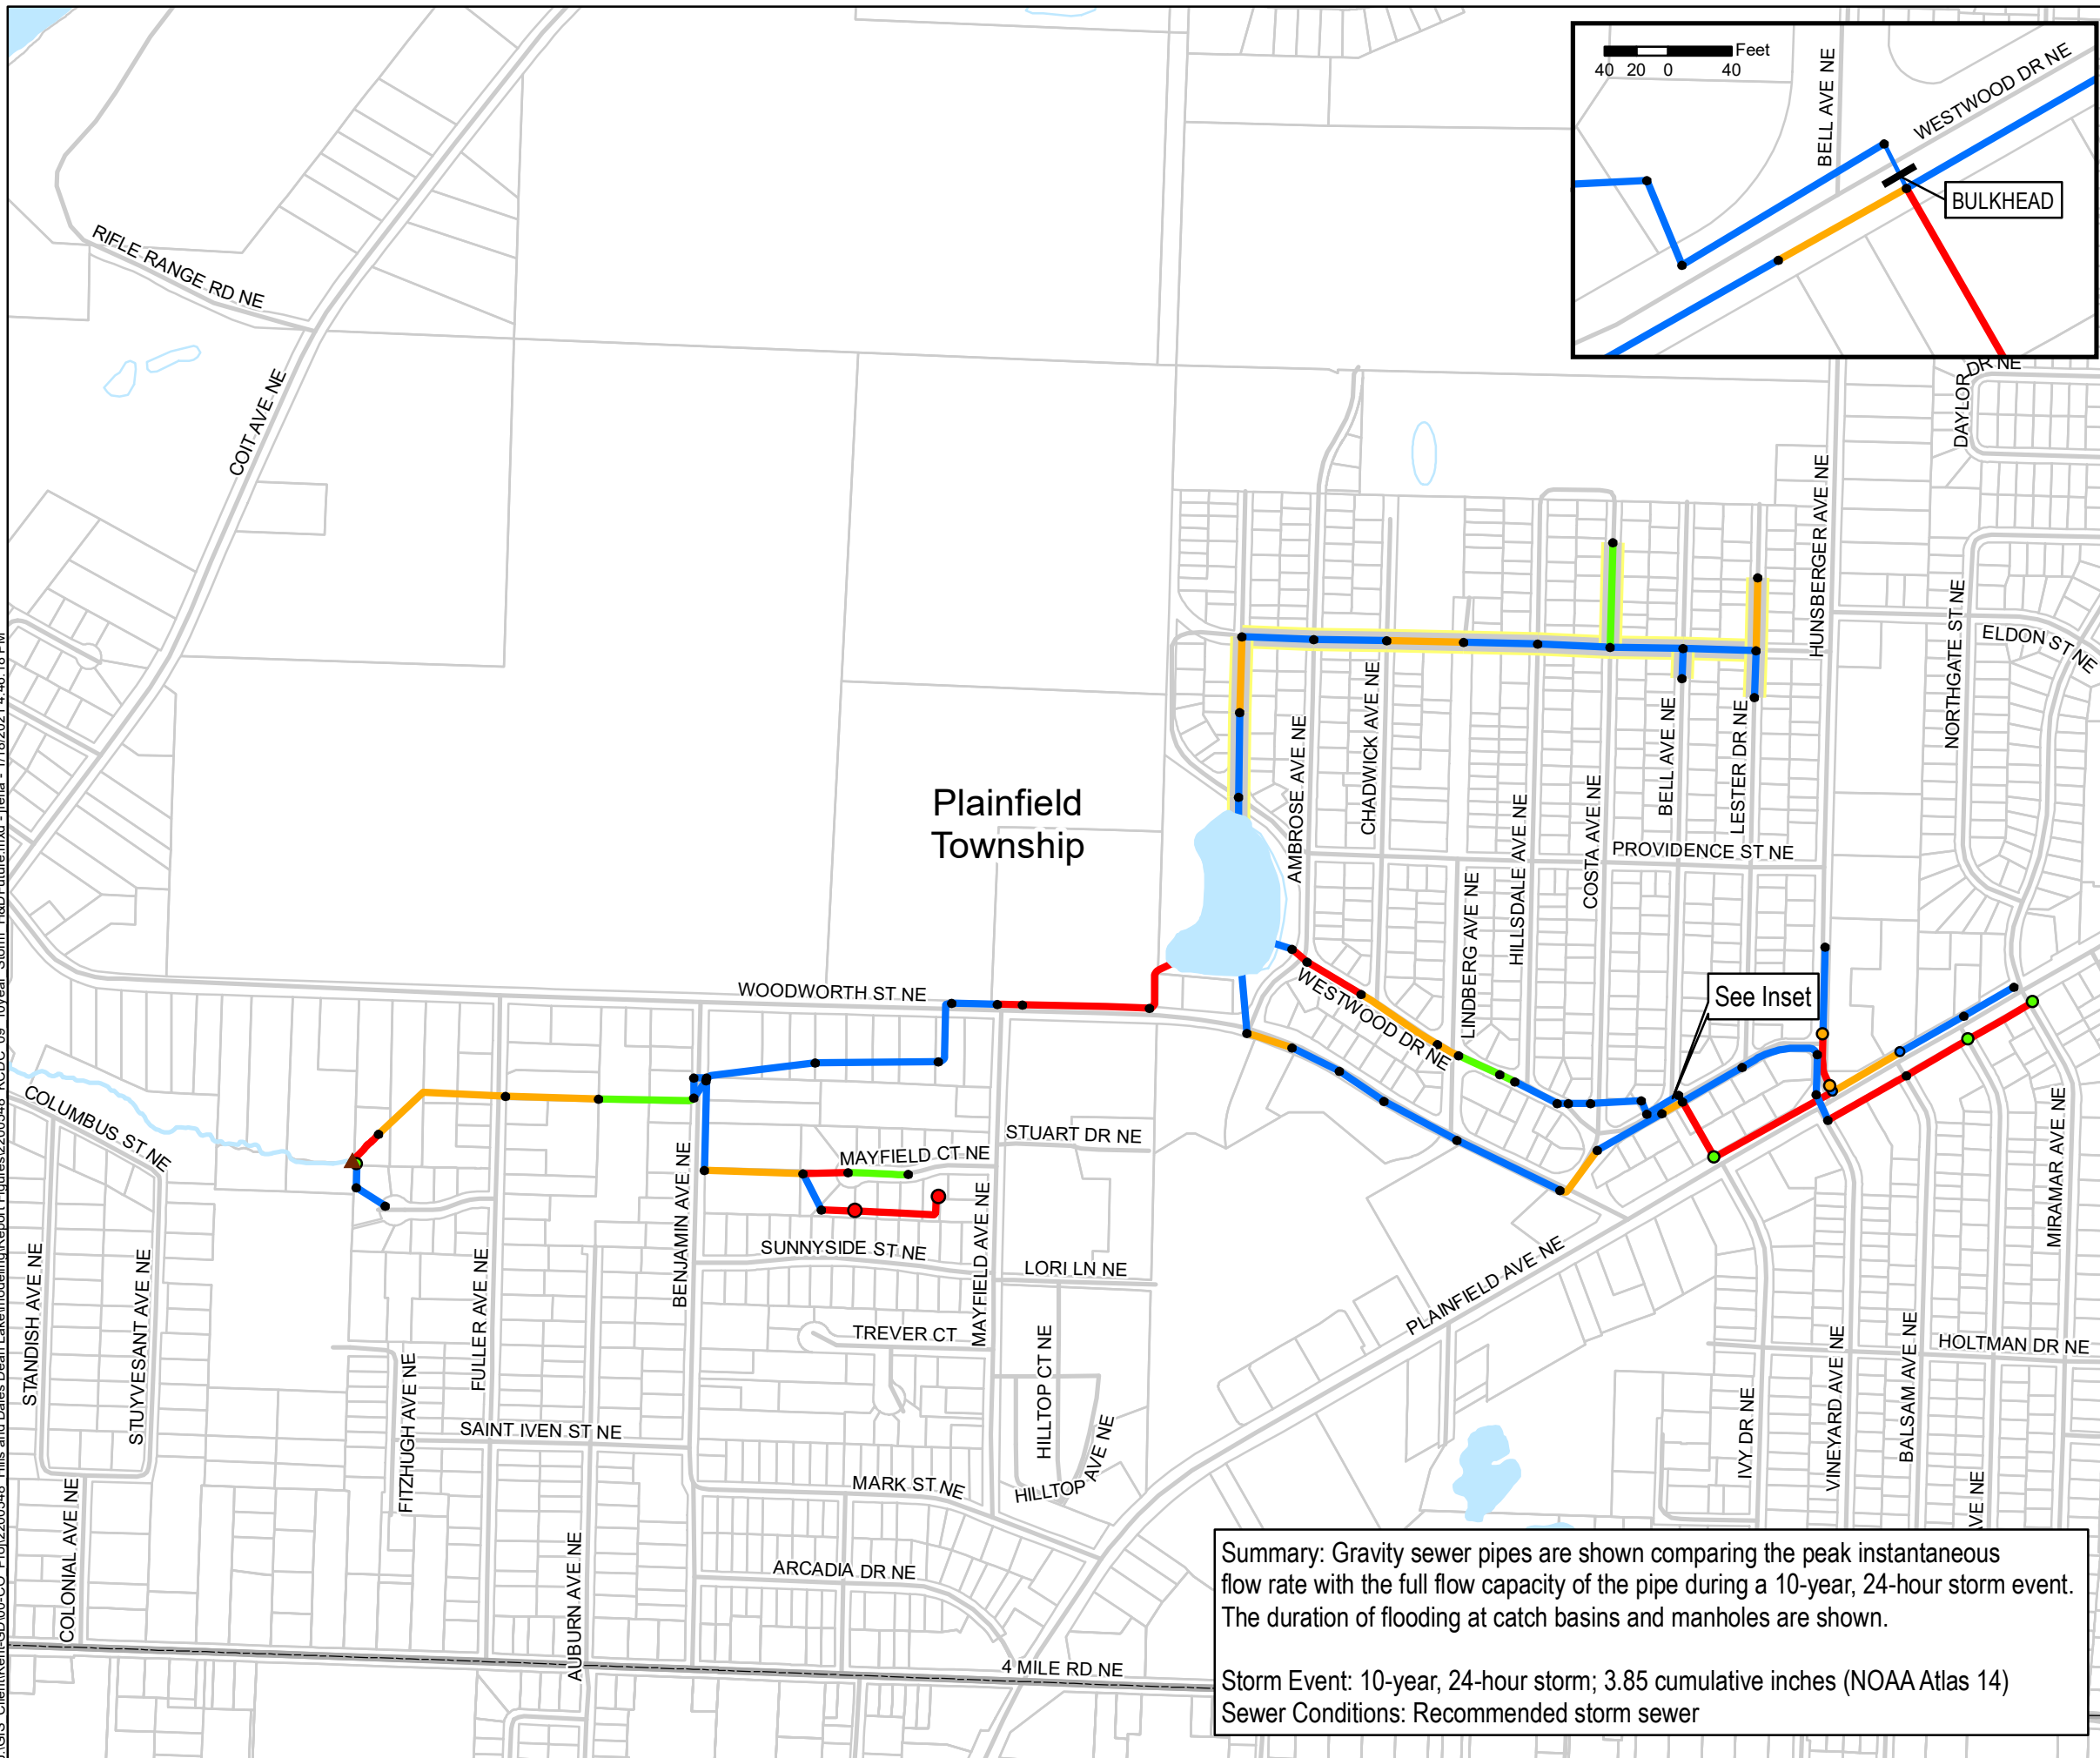 Feet
40 20 0 40
BELL AVE NE
WESTWOOD DR NE
BULKHEAD
RIFLE RANGE RD NE
COIT AVE NE
DAYLOR DR NE
HUNSBERGER AVE NE
NORTHGATE ST NE
ELDON ST NE
Plainfield
Township
AMBROSE AVE NE
CHADWICK AVE NE
LINDBERG AVE NE
HILLSDALE AVE NE
COSTA AVE NE
BELL AVE NE
LESTER DR NE
PROVIDENCE ST NE
WOODWORTH ST NE
WESTWOOD DR NE
See Inset
COLUMBUS ST NE
STUART DR NE
MAYFIELD CT NE
BENJAMIN AVE NE
MAYFIELD AVE NE
SUNNYSIDE ST NE
LORI LN NE
MIRAMAR AVE NE
STANDISH AVE NE
STUYVESANT AVE NE
FULLER AVE NE
TREVER CT
PLAINFIELD AVE NE
HOLTMAN DR NE
FITZHUGH AVE NE
HILLTOP CT NE
IVY DR NE
VINEYARD AVE NE
BALSAM AVE NE
SAINT IVEN ST NE
MARK ST NE
HILLTOP AVE NE
AVE NE
COLONIAL AVE NE
AUBURN AVE NE
ARCADIA DR NE
4 MILE RD NE
Summary: Gravity sewer pipes are shown comparing the peak instantaneous
flow rate with the full flow capacity of the pipe during a 10-year, 24-hour storm event.
The duration of flooding at catch basins and manholes are shown.
Storm Event: 10-year, 24-hour storm; 3.85 cumulative inches (NOAA Atlas 14)
Sewer Conditions: Recommended storm sewer